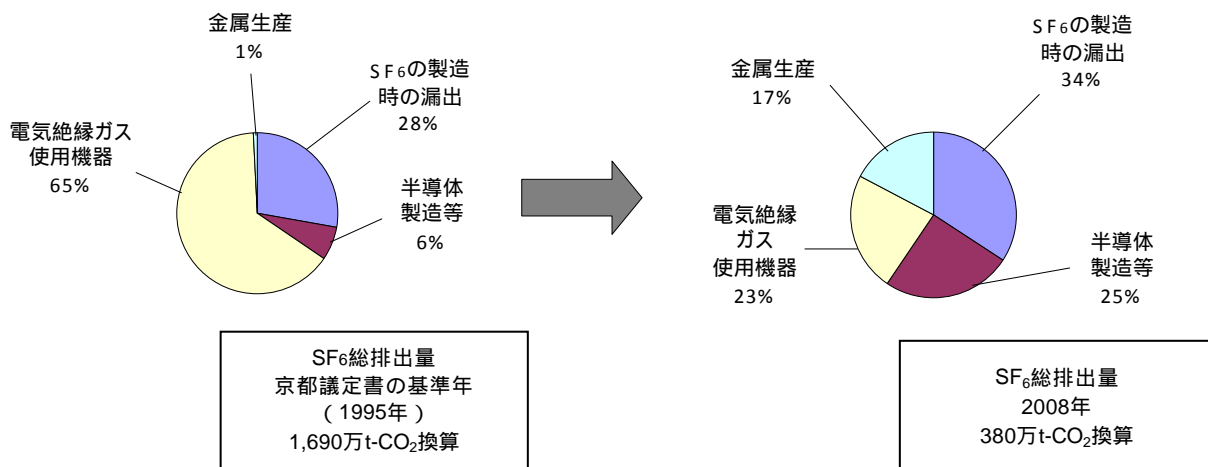 金属生産
1%
SF6の製造
時の漏出
28%
電気絶縁ガス
使用機器
65%
半導体
製造等
6%
SF6総排出量
京都議定書の基準年
(1995年)
1,690万t-CO2換算
SF6の製造
時の漏出
34%
金属生産
17%
電気絶縁
ガス
使用機器
23%
半導体
製造等
25%
SF6総排出量
2008年
380万t-CO2換算